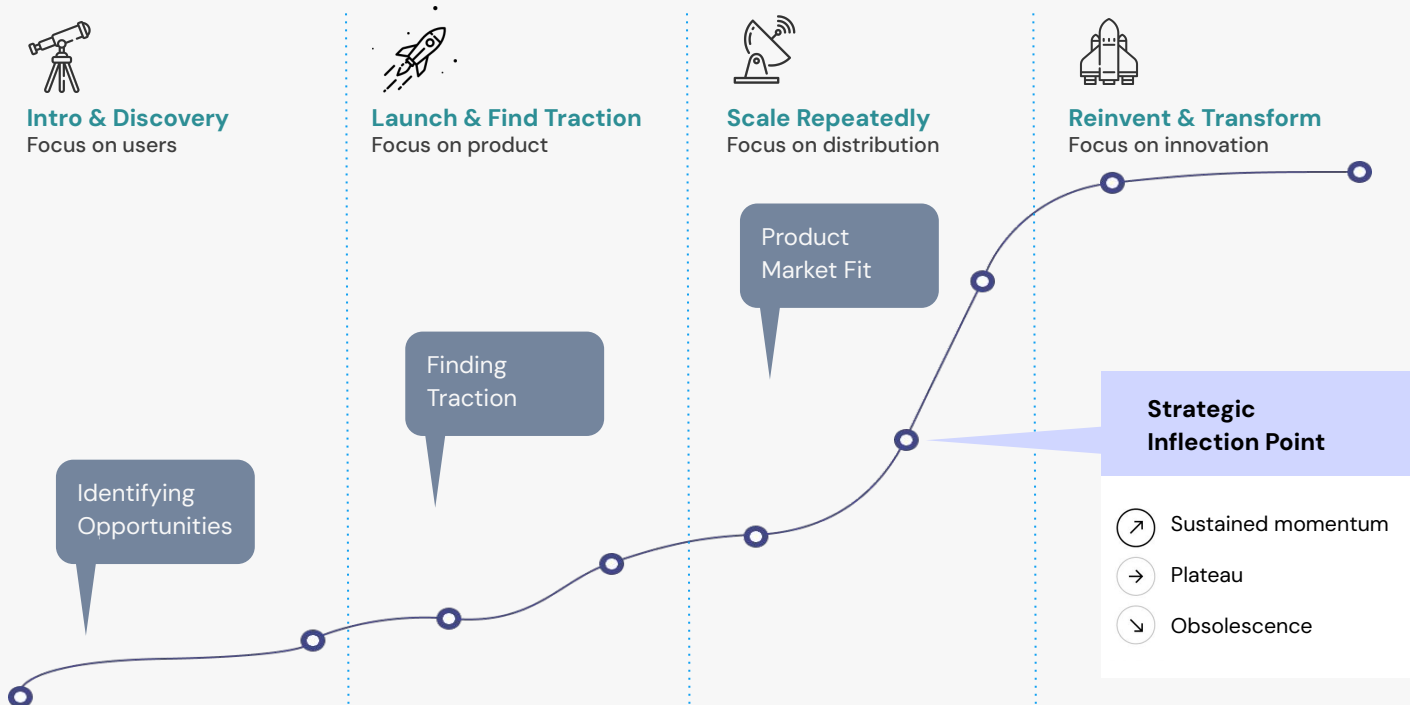 Intro & Discovery
Focus on users
Launch & Find Traction
Focus on product
Scale Repeatedly
Focus on distribution
Reinvent & Transform
Focus on innovation
Identifying
Opportunities
Finding
Traction
Product
Market Fit
Strategic
Inflection Point
Sustained momentum
Plateau
Obsolescence